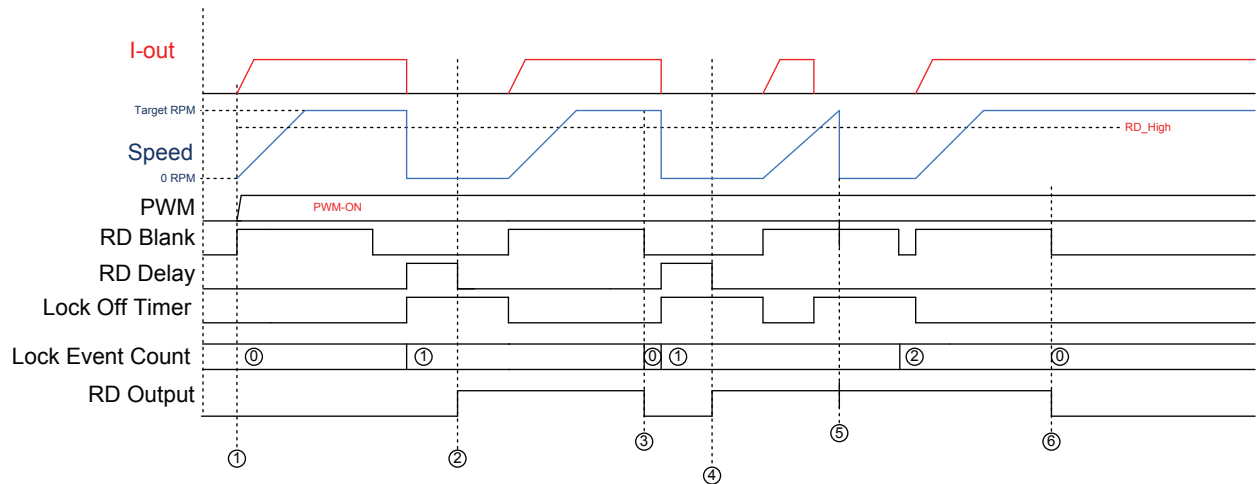 I-out
Target RPM
RD_High
Speed
0 RPM
PWM
PWM-ON
RD Blank
RD Delay
Lock Off Timer
Lock Event Count
⓪ ① ⓪ ① ② ⓪
RD Output
① ② ③ ④ ⑤ ⑥